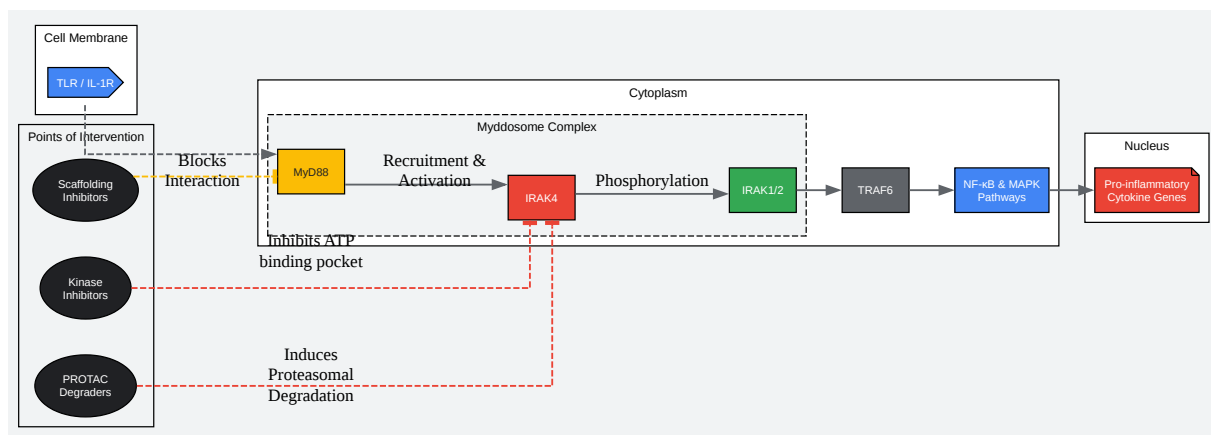 Cell Membrane
TLR / IL-1R
Points of Intervention
Scaffolding
Inhibitors
Kinase
Inhibitors
PROTAC
Degraders
Blocks
Interaction
Inhibits ATP
binding pocket
Induces
Proteasomal
Degradation
Cytoplasm
Myddosome Complex
MyD88
Recruitment &
Activation
IRAK4
Phosphorylation
IRAK1/2
TRAF6
NF-κB & MAPK
Pathways
Nucleus
Pro-inflammatory
Cytokine Genes